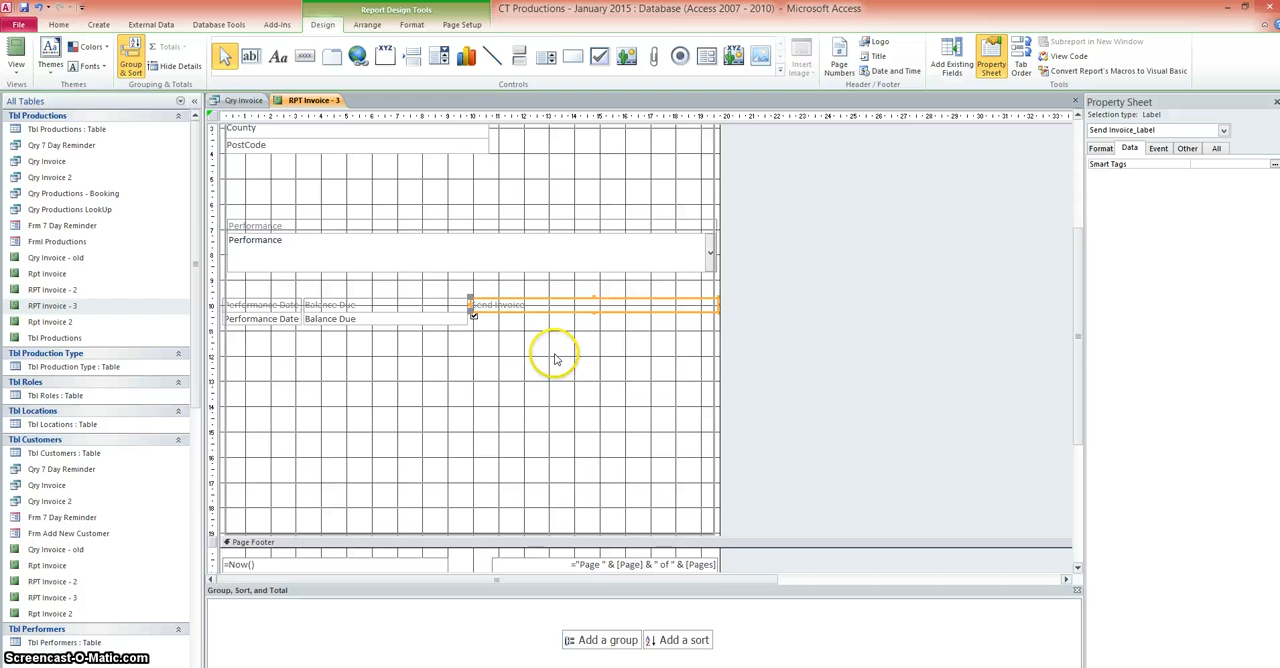 Report Design Tools
CT Productions - January 2015 : Database (Access 2007 - 2010) - Microsoft Access
File Home Create External Data Database Tools Add-Ins Design Arrange Format Page Setup
View
Views
Themes
Colors
Fonts
Themes
Group & Sort
Totals
Hide Details
Grouping & Totals
Aa
XYZ
Controls
Insert Image
Page Numbers
Logo
Title
Date and Time
Header / Footer
Add Existing Fields
Property Sheet
Tab Order
Subreport in New Window
View Code
Convert Report's Macros to Visual Basic
Tools
All Tables
Tbl Productions
Tbl Productions : Table
Qry 7 Day Reminder
Qry Invoice
Qry Invoice 2
Qry Productions - Booking
Qry Productions LookUp
Frm 7 Day Reminder
Frml Productions
Qry Invoice - old
Rpt Invoice
RPT Invoice - 2
RPT Invoice - 3
Rpt Invoice 2
Tbl Productions
Tbl Production Type
Tbl Production Type : Table
Tbl Roles
Tbl Roles : Table
Tbl Locations
Tbl Locations : Table
Tbl Customers
Tbl Customers : Table
Qry 7 Day Reminder
Qry Invoice
Qry Invoice 2
Frm 7 Day Reminder
Frm Add New Customer
Qry Invoice - old
Rpt Invoice
RPT Invoice - 2
RPT Invoice - 3
Rpt Invoice 2
Tbl Performers
Tbl Performers : Table
Qry Invoice RPT Invoice - 3
County
PostCode
Performance
Performance
Performance Date Balance Due Send Invoice
Performance Date Balance Due
Page Footer
=Now() ="Page " & [Page] & " of " & [Pages]
Group, Sort, and Total
Add a group Add a sort
Property Sheet
Selection type: Label
Send Invoice_Label
Format Data Event Other All
Smart Tags
Screencast-O-Matic.com